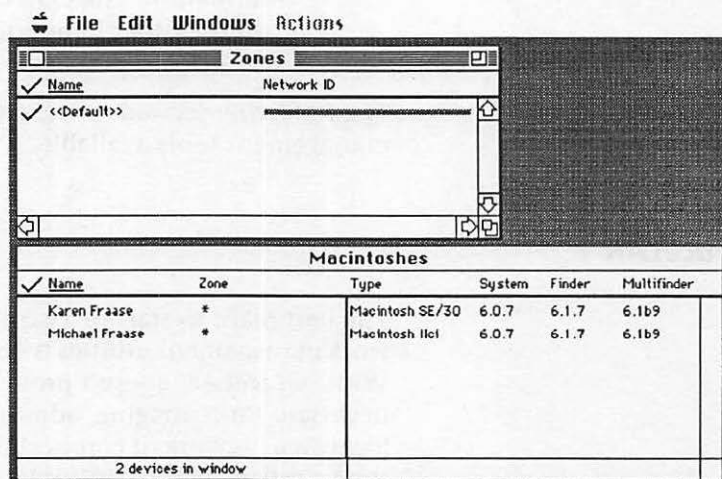 File Edit Windows Actions
Zones
Name Network ID
<<Default>>
Macintoshes
Name Zone Type System Finder Multifinder
Karen Fraase * Macintosh SE/30 6.0.7 6.1.7 6.1b9
Michael Fraase * Macintosh IIci 6.0.7 6.1.7 6.1b9
2 devices in window